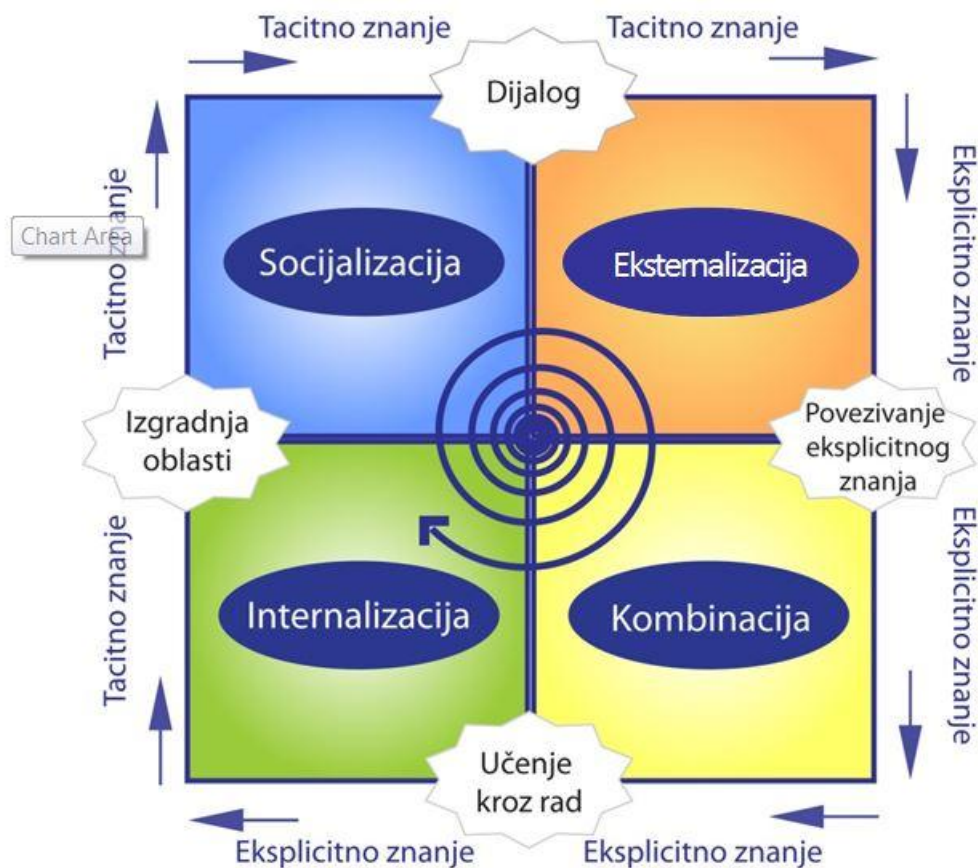 Tacitno znanje
Tacitno znanje
Dijalog
Tacitno znanje
Eksplicitno znanje
Chart Area
Socijalizacija
Eksternalizacija
Izgradnja
oblasti
Povezivanje
eksplicitnog
znanja
Tacitno znanje
Eksplicitno znanje
Internalizacija
Kombinacija
Učenje
kroz rad
Eksplicitno znanje
Eksplicitno znanje